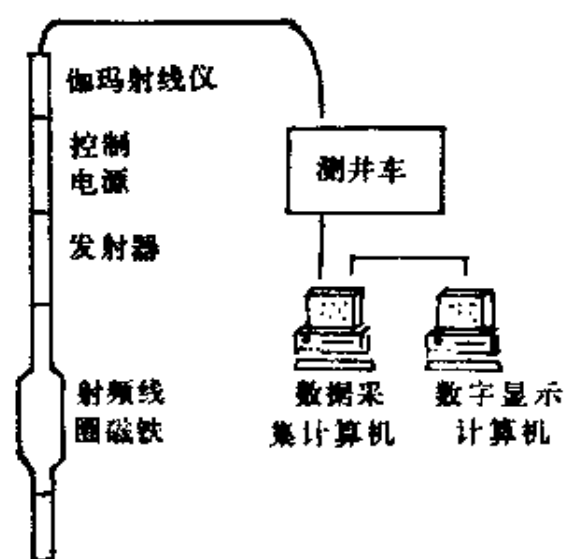 伽玛射线仪
控制
电源
发射器
射频线
圈磁铁
测井车
数据采
集计算机
数字显示
计算机